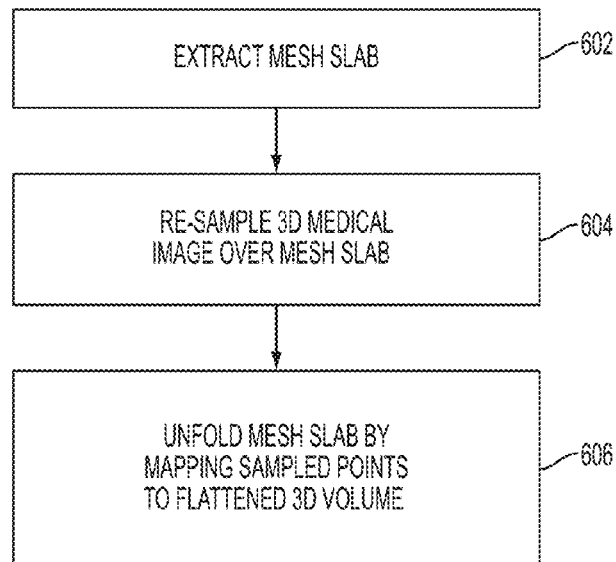 EXTRACT MESH SLAB
602
RE-SAMPLE 3D MEDICAL
IMAGE OVER MESH SLAB
604
UNFOLD MESH SLAB BY
MAPPING SAMPLED POINTS
TO FLATTENED 3D VOLUME
606